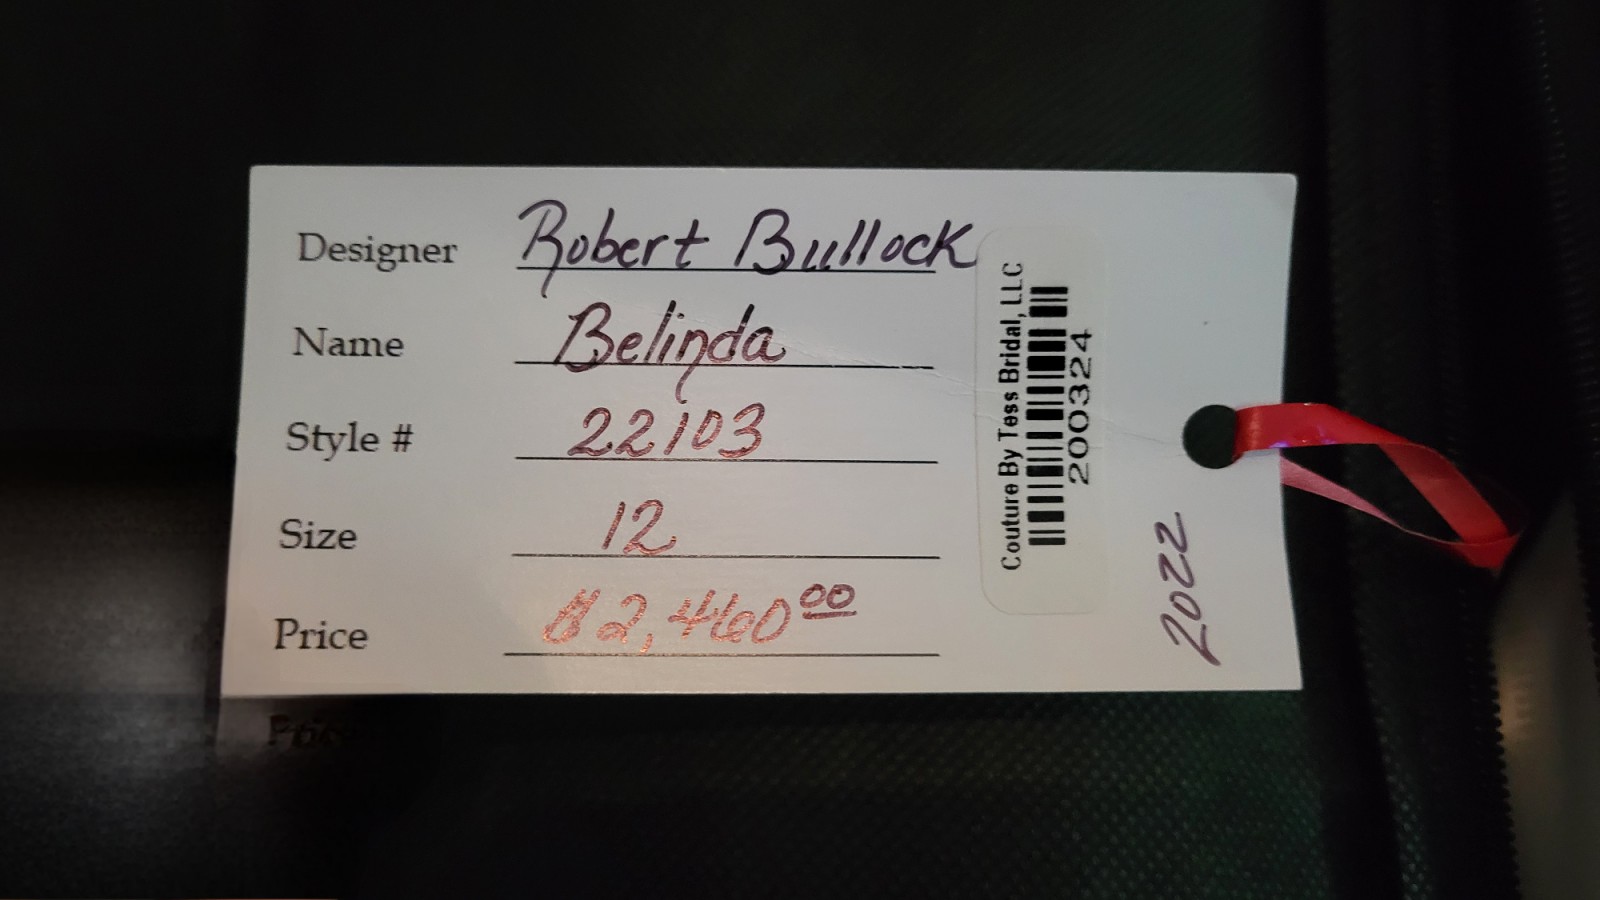 Designer Robert Bullock
Name Belinda
Style # 22103
Size 12
Price $2,460 00
Couture By Tess Bridal, LLC
200324
2022